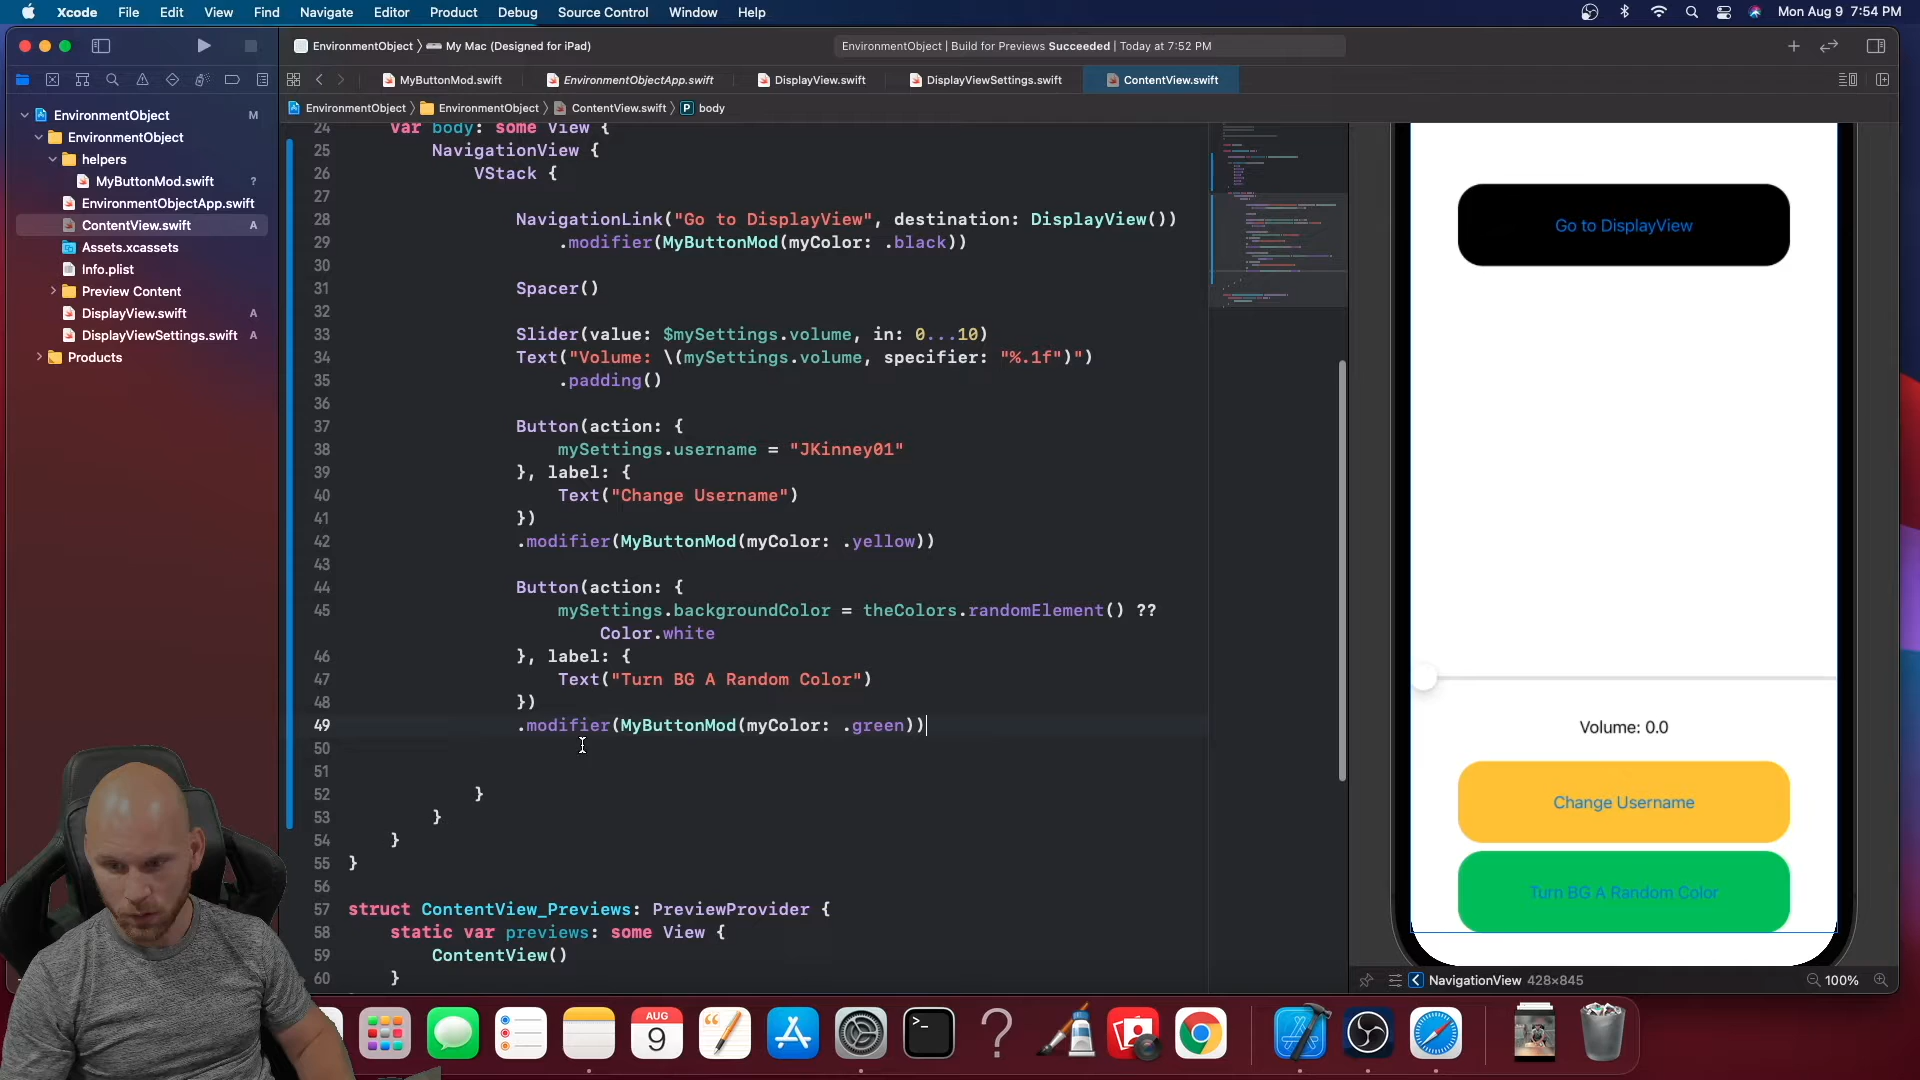 Xcode File Edit View Find Navigate Editor Product Debug Source Control Window Help Mon Aug 9 7:54 PM
EnvironmentObject 〉 My Mac (Designed for iPad) EnvironmentObject | Build for Previews Succeeded | Today at 7:52 PM
MyButtonMod.swift EnvironmentObjectApp.swift DisplayView.swift DisplayViewSettings.swift ContentView.swift
EnvironmentObject 〉 EnvironmentObject 〉 ContentView.swift 〉 P body
EnvironmentObject M
EnvironmentObject
helpers
MyButtonMod.swift ?
EnvironmentObjectApp.swift
ContentView.swift A
Assets.xcassets
Info.plist
Preview Content
DisplayView.swift A
DisplayViewSettings.swift A
Products
24 var body: some View {
25 NavigationView {
26 VStack {
27
28 NavigationLink("Go to DisplayView", destination: DisplayView())
29 .modifier(MyButtonMod(myColor: .black))
30
31 Spacer()
32
33 Slider(value: $mySettings.volume, in: 0...10)
34 Text("Volume: \(mySettings.volume, specifier: "%.1f")")
35 .padding()
36
37 Button(action: {
38 mySettings.username = "JKinney01"
39 }, label: {
40 Text("Change Username")
41 })
42 .modifier(MyButtonMod(myColor: .yellow))
43
44 Button(action: {
45 mySettings.backgroundColor = theColors.randomElement() ??
Color.white
46 }, label: {
47 Text("Turn BG A Random Color")
48 })
49 .modifier(MyButtonMod(myColor: .green))
50
51
52 }
53 }
54 }
55 }
56
57 struct ContentView_Previews: PreviewProvider {
58 static var previews: some View {
59 ContentView()
60 }
Go to DisplayView
Volume: 0.0
Change Username
Turn BG A Random Color
NavigationView 428×845 100%
AUG
9
>_
?